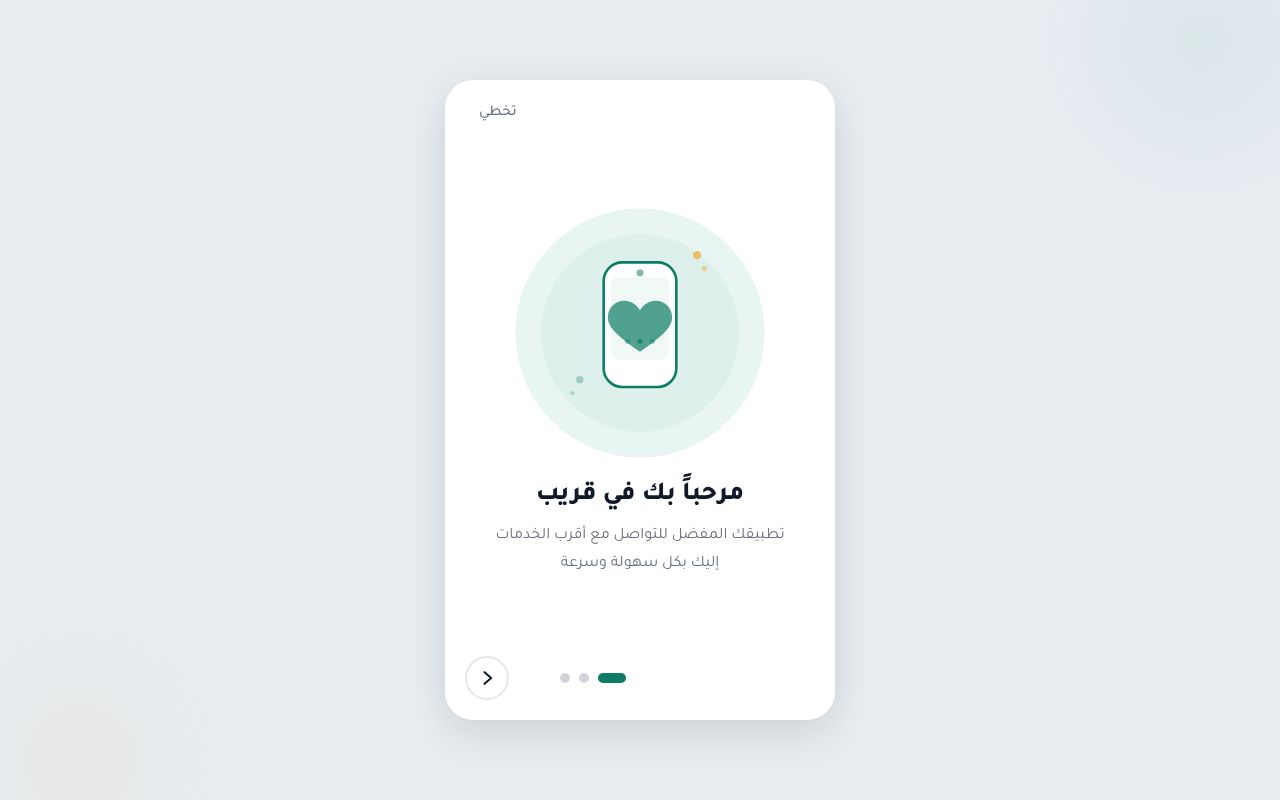 تخطي
مرحباً بك في قريب
تطبيقك المفضل للتواصل مع أقرب الخدمات
إليك بكل سهولة وسرعة